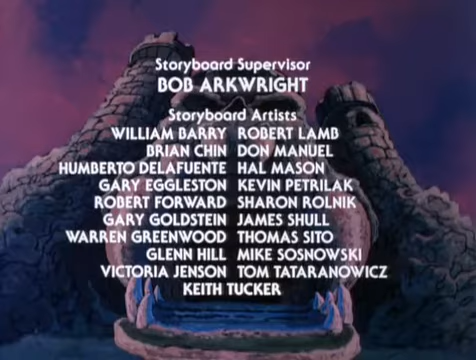 Storyboard Supervisor
BOB ARKWRIGHT
Storyboard Artists
WILLIAM BARRY ROBERT LAMB
BRIAN CHIN DON MANUEL
HUMBERTO DELAFUENTE HAL MASON
GARY EGGLESTON KEVIN PETRILAK
ROBERT FORWARD SHARON ROLNIK
GARY GOLDSTEIN JAMES SHULL
WARREN GREENWOOD THOMAS SITO
GLENN HILL MIKE SOSNOWSKI
VICTORIA JENSON TOM TATARANOWICZ
KEITH TUCKER